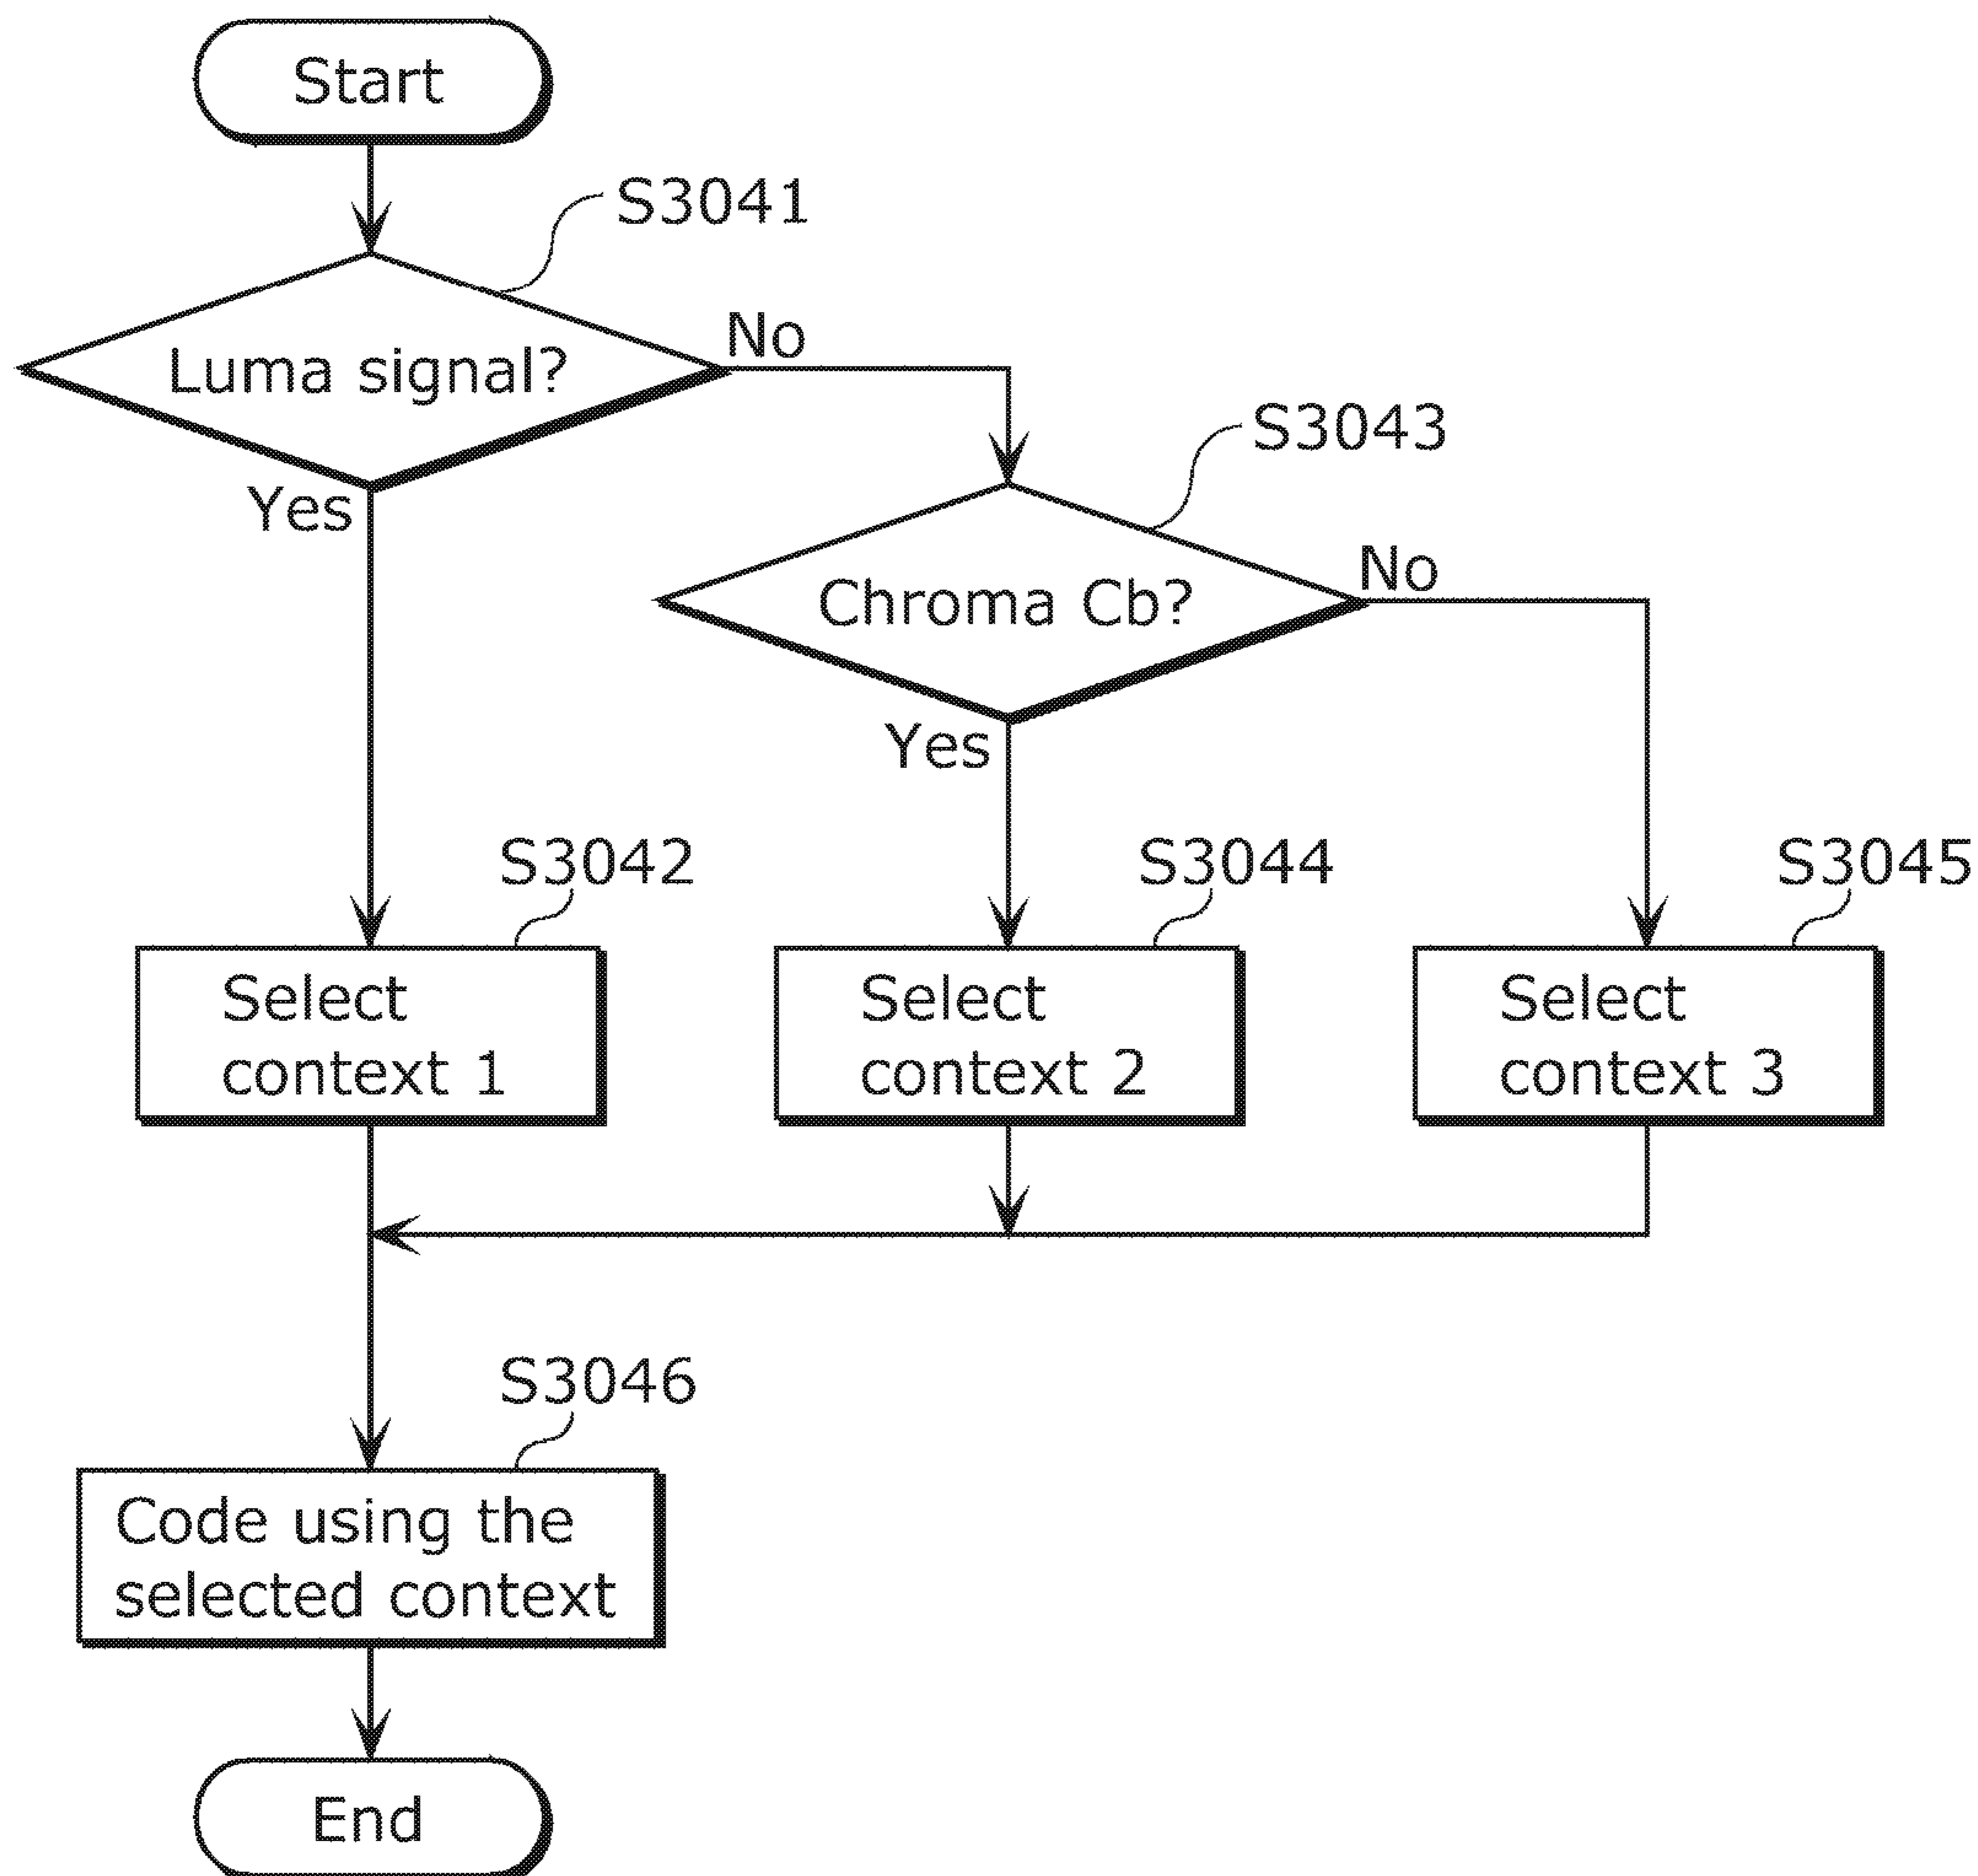 Start
S3041
Luma signal?
No
Yes
S3043
Chroma Cb?
No
Yes
S3042
S3044
S3045
Select
context 1
Select
context 2
Select
context 3
S3046
Code using the
selected context
End